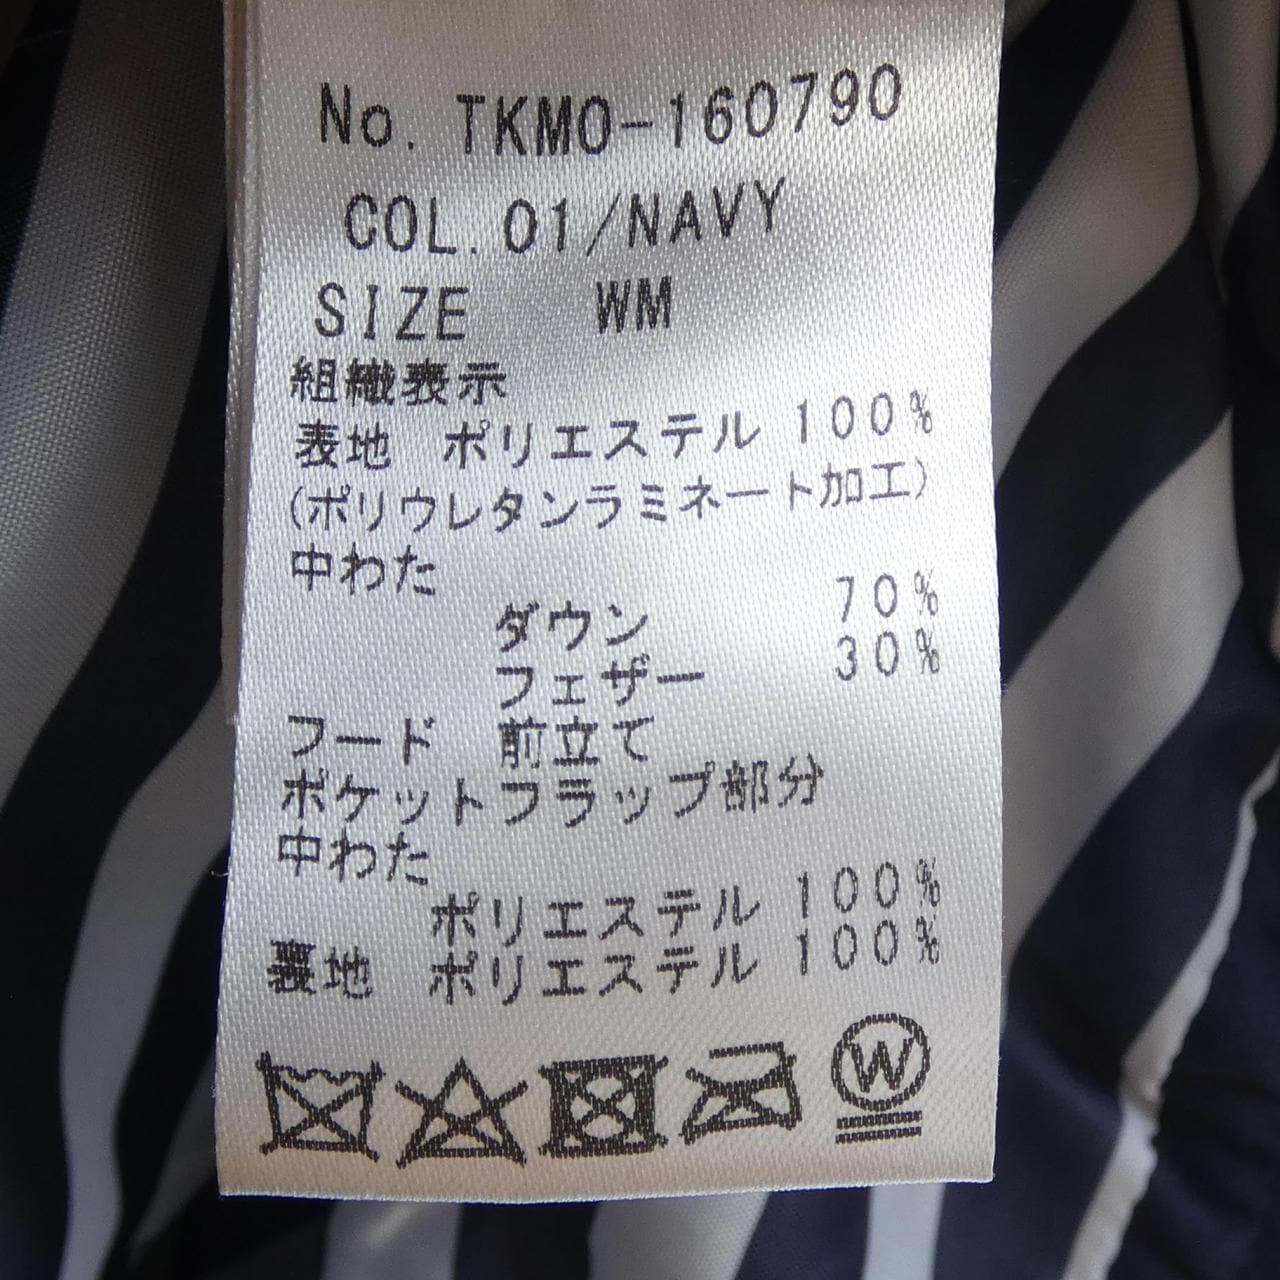 No. TKMO-160790
COL. 01/NAVY
SIZE WM
組織表示
表地 ポリエステル 100%
(ポリウレタンラミネート加工)
中わた
ダウン 70%
フェザー 30%
フード 前立て
ポケットフラップ部分
中わた
ポリエステル 100%
裏地 ポリエステル 100%
W